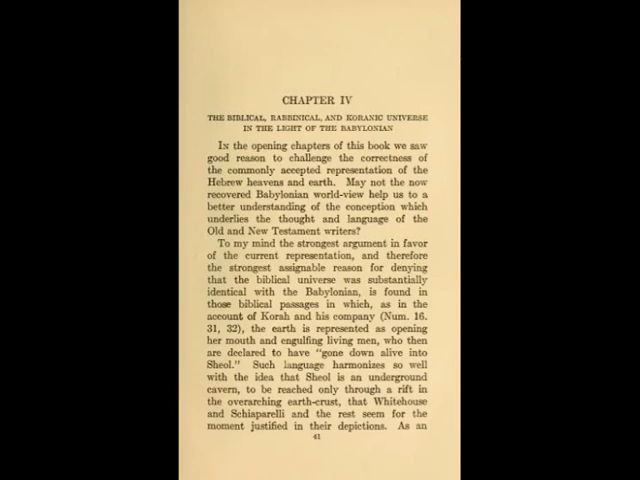 CHAPTER IV
THE BIBLICAL, RABBINICAL, AND KORANIC UNIVERSE
IN THE LIGHT OF THE BABYLONIAN
In the opening chapters of this book we saw
good reason to challenge the correctness of
the commonly accepted representation of the
Hebrew heavens and earth. May not the now
recovered Babylonian world-view help us to a
better understanding of the conception which
underlies the thought and language of the
Old and New Testament writers?
To my mind the strongest argument in favor
of the current representation, and therefore
the strongest assignable reason for denying
that the biblical universe was substantially
identical with the Babylonian, is found in
those biblical passages in which, as in the
account of Korah and his company (Num. 16.
31, 32), the earth is represented as opening
her mouth and engulfing living men, who then
are declared to have "gone down alive into
Sheol." Such language harmonizes so well
with the idea that Sheol is an underground
cavern, to be reached only through a rift in
the overarching earth-crust, that Whitehouse
and Schiaparelli and the rest seem for the
moment justified in their depictions. As an
41